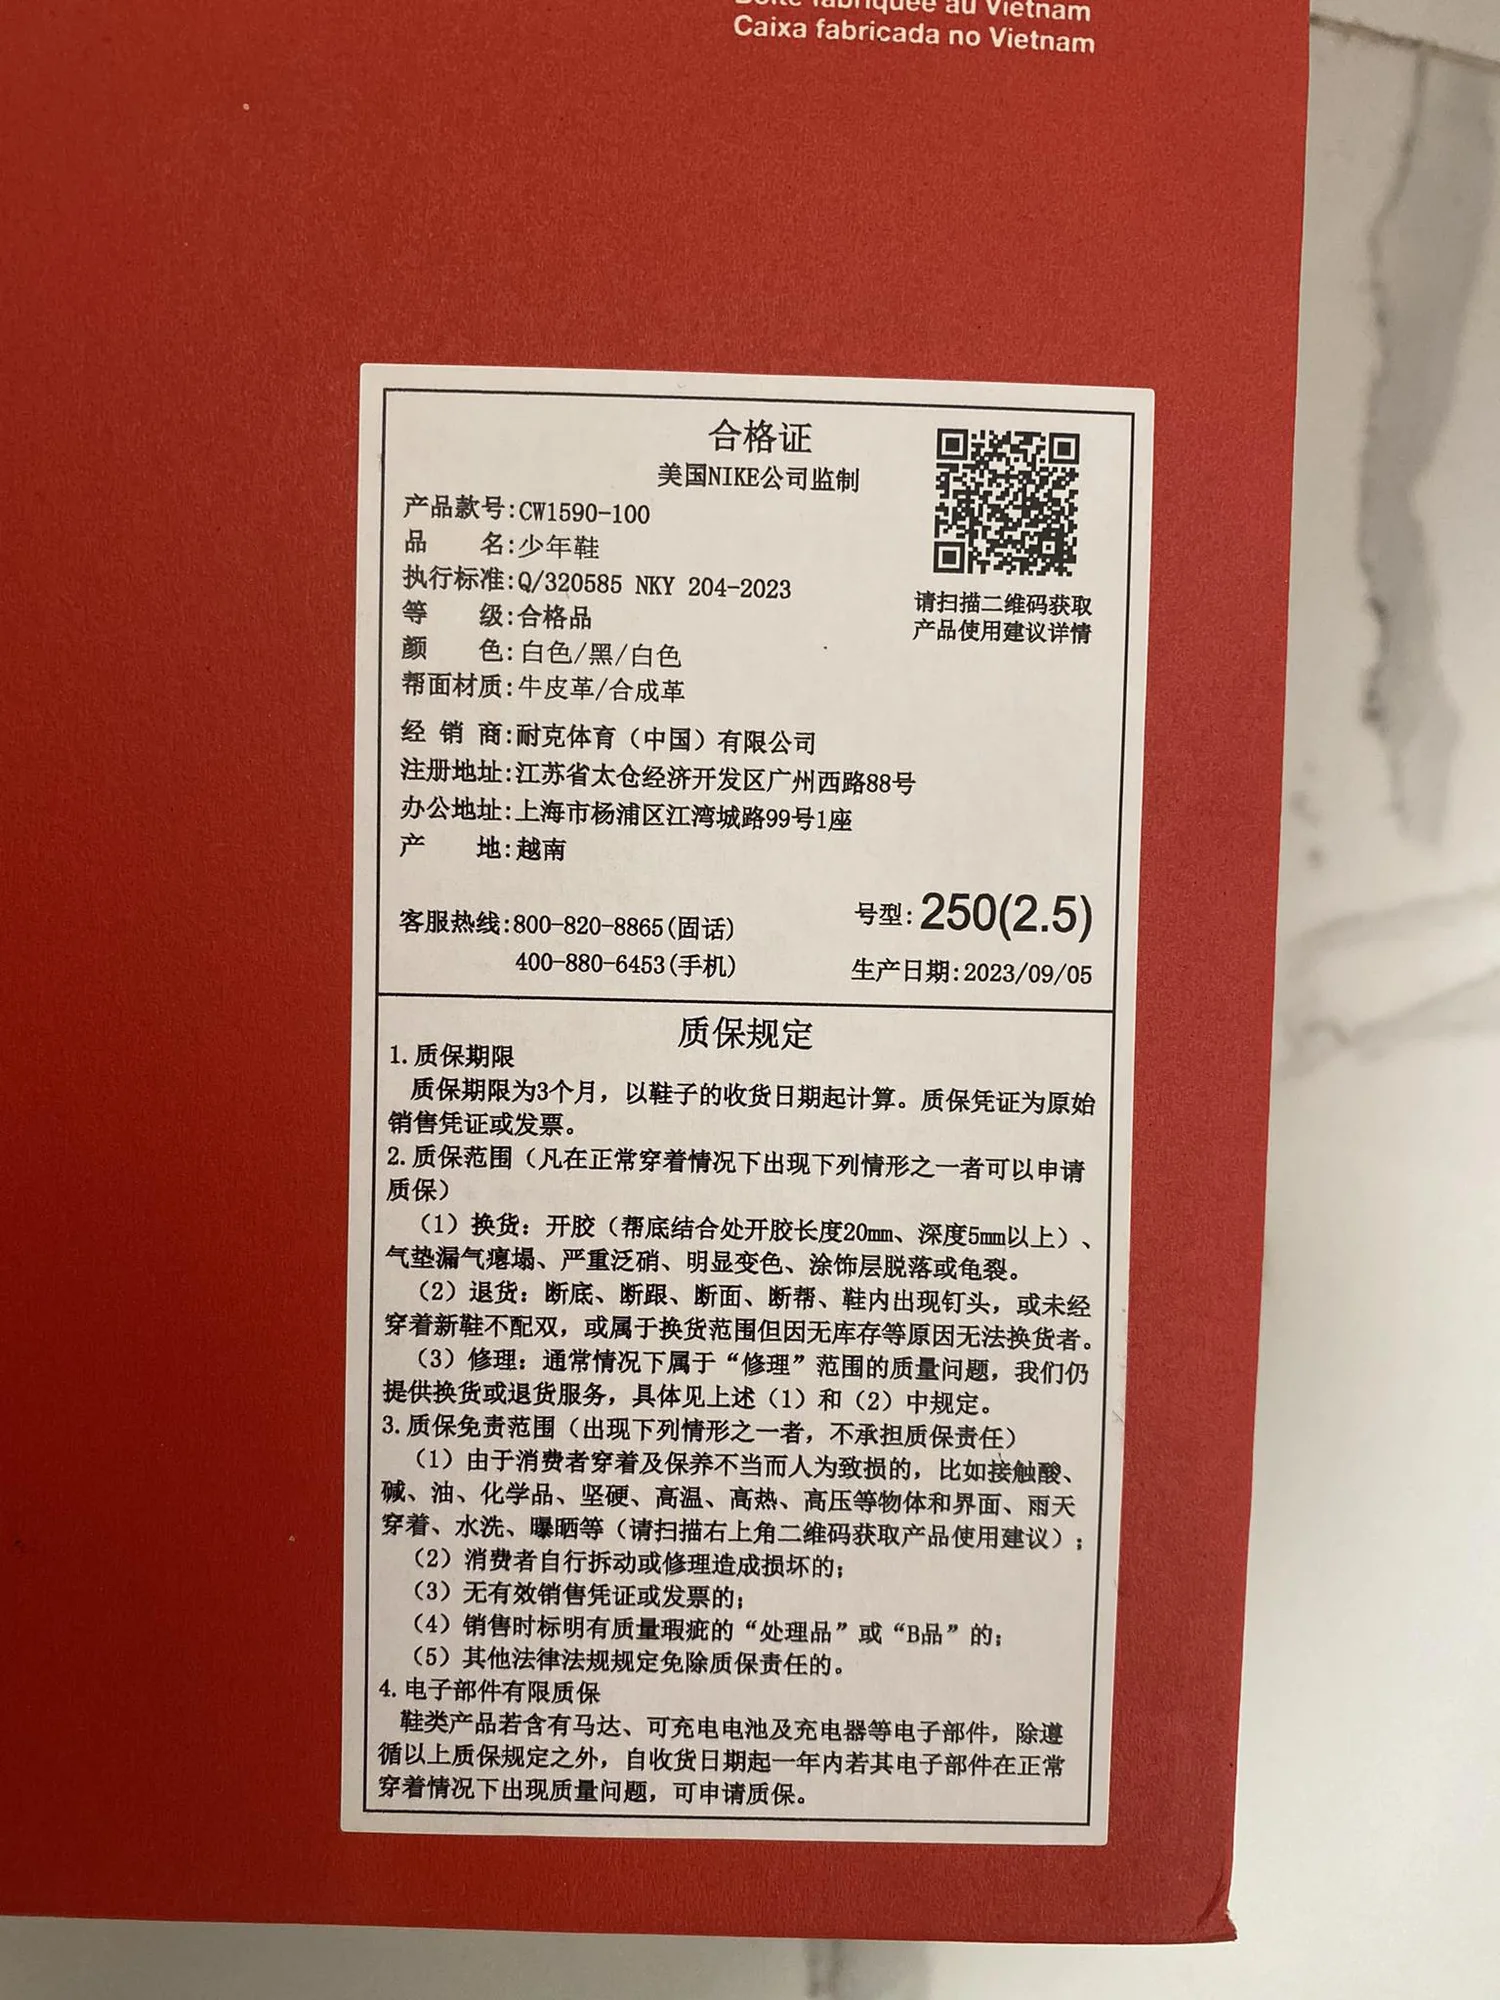 Boîte fabriquée au Vietnam
Caixa fabricada no Vietnam
合格证
美国NIKE公司监制
产品款号:CW1590-100
品 名:少年鞋
执行标准:Q/320585 NKY 204-2023
等 级:合格品
颜 色:白色/黑/白色
帮面材质:牛皮革/合成革
请扫描二维码获取
产品使用建议详情
经 销 商:耐克体育（中国）有限公司
注册地址:江苏省太仓经济开发区广州西路88号
办公地址:上海市杨浦区江湾城路99号1座
产 地:越南
客服热线:800-820-8865(固话)
400-880-6453(手机)
号型:250(2.5)
生产日期:2023/09/05
质保规定
1.质保期限
质保期限为3个月，以鞋子的收货日期起计算。质保凭证为原始
销售凭证或发票。
2.质保范围（凡在正常穿着情况下出现下列情形之一者可以申请
质保）
（1）换货：开胶（帮底结合处开胶长度20mm、深度5mm以上）、
气垫漏气瘪塌、严重泛硝、明显变色、涂饰层脱落或龟裂。
（2）退货：断底、断跟、断面、断帮、鞋内出现钉头，或未经
穿着新鞋不配双，或属于换货范围但因无库存等原因无法换货者。
（3）修理：通常情况下属于“修理”范围的质量问题，我们仍
提供换货或退货服务，具体见上述（1）和（2）中规定。
3.质保免责范围（出现下列情形之一者，不承担质保责任）
（1）由于消费者穿着及保养不当而人为致损的，比如接触酸、
碱、油、化学品、坚硬、高温、高热、高压等物体和界面、雨天
穿着、水洗、曝晒等（请扫描右上角二维码获取产品使用建议）；
（2）消费者自行拆动或修理造成损坏的；
（3）无有效销售凭证或发票的；
（4）销售时标明有质量瑕疵的“处理品”或“B品”的；
（5）其他法律法规规定免除质保责任的。
4.电子部件有限质保
鞋类产品若含有马达、可充电电池及充电器等电子部件，除遵
循以上质保规定之外，自收货日期起一年内若其电子部件在正常
穿着情况下出现质量问题，可申请质保。